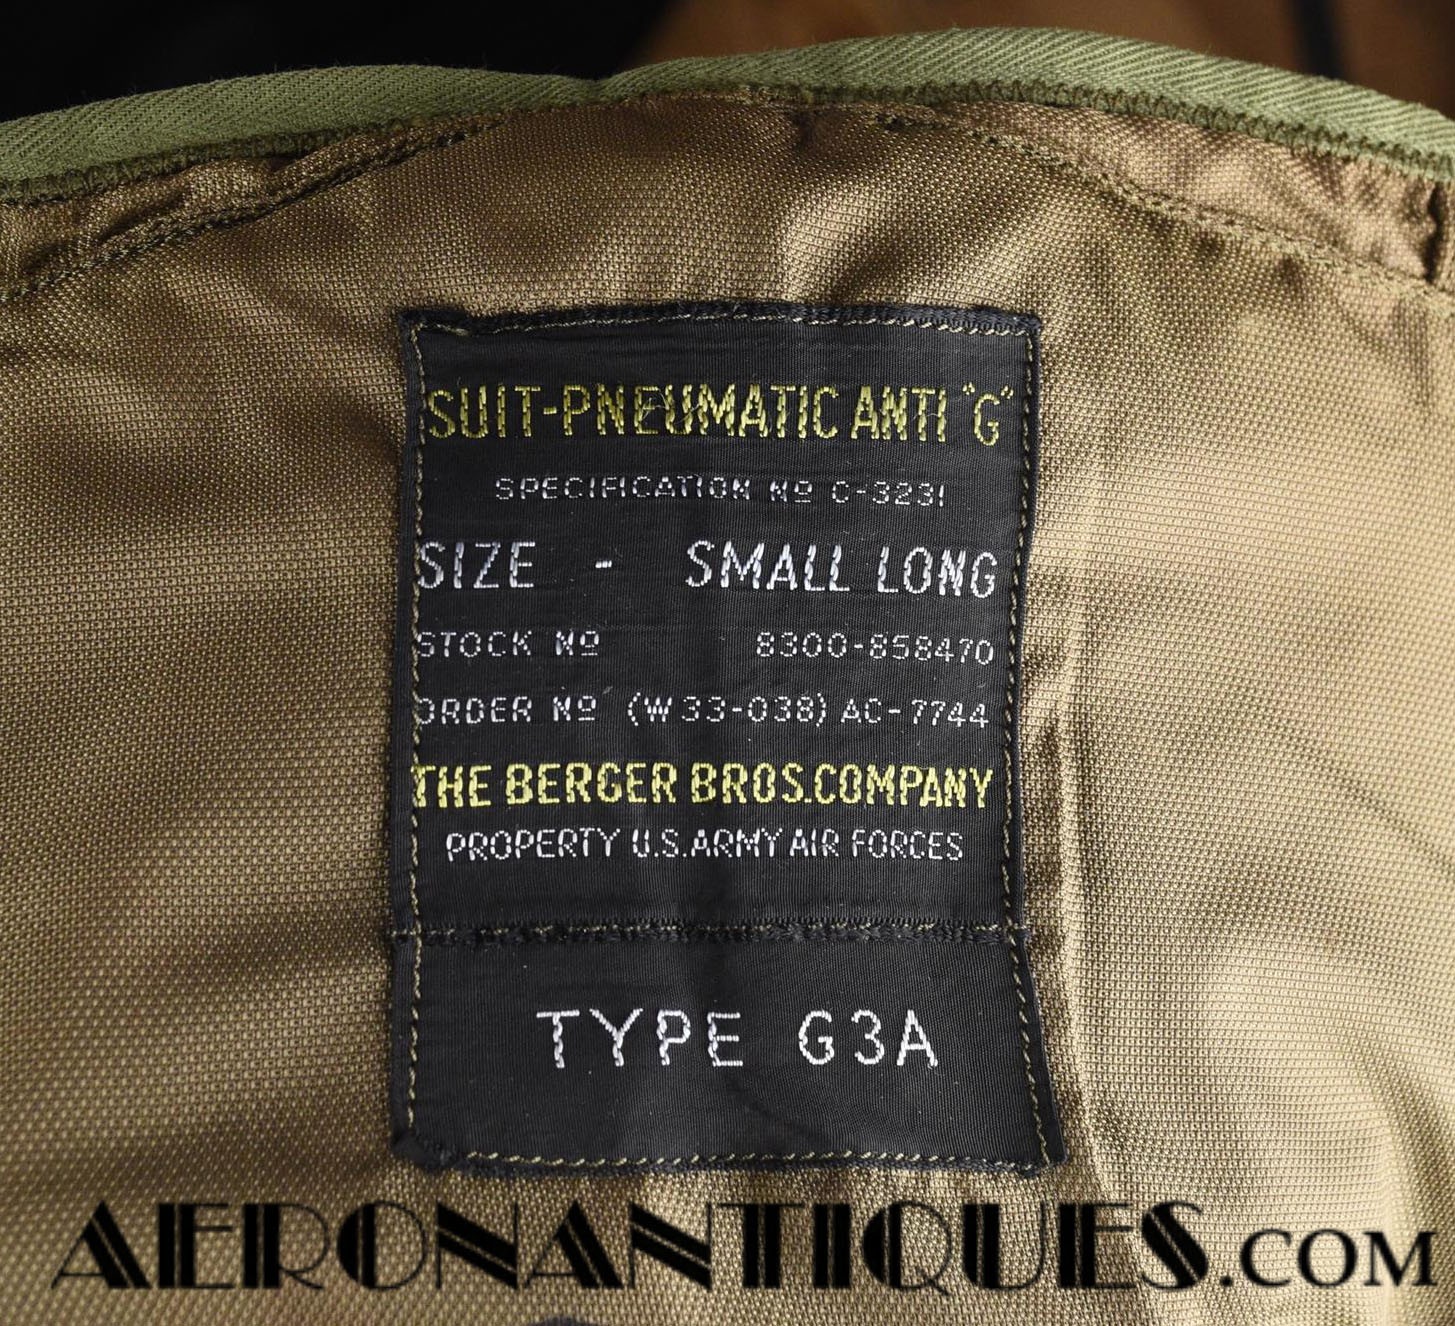 SUIT-PNEUMATIC ANTI "G"
SPECIFICATION Nº C-3231
SIZE - SMALL LONG
STOCK Nº 8300-858470
ORDER Nº (W33-038) AC-7744
THE BERGER BROS.COMPANY
PROPERTY U.S.ARMY AIR FORCES
TYPE G3A
AERONANTIQUES.COM